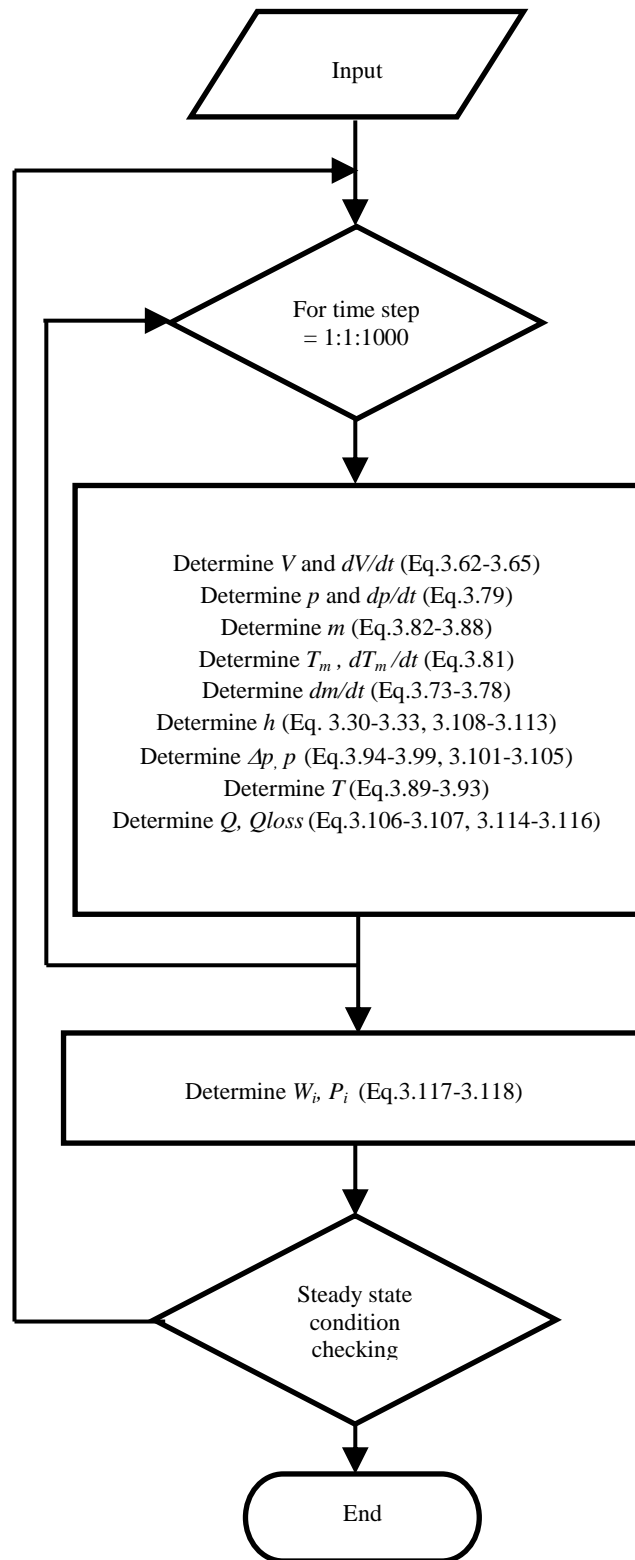 Input
For time step
= 1:1:1000
Determine V and dV/dt (Eq.3.62-3.65)
Determine p and dp/dt (Eq.3.79)
Determine m (Eq.3.82-3.88)
Determine Tm , dTm /dt (Eq.3.81)
Determine dm/dt (Eq.3.73-3.78)
Determine h (Eq. 3.30-3.33, 3.108-3.113)
Determine Δp, p (Eq.3.94-3.99, 3.101-3.105)
Determine T (Eq.3.89-3.93)
Determine Q, Qloss (Eq.3.106-3.107, 3.114-3.116)
Determine Wi, Pi (Eq.3.117-3.118)
Steady state
condition
checking
End